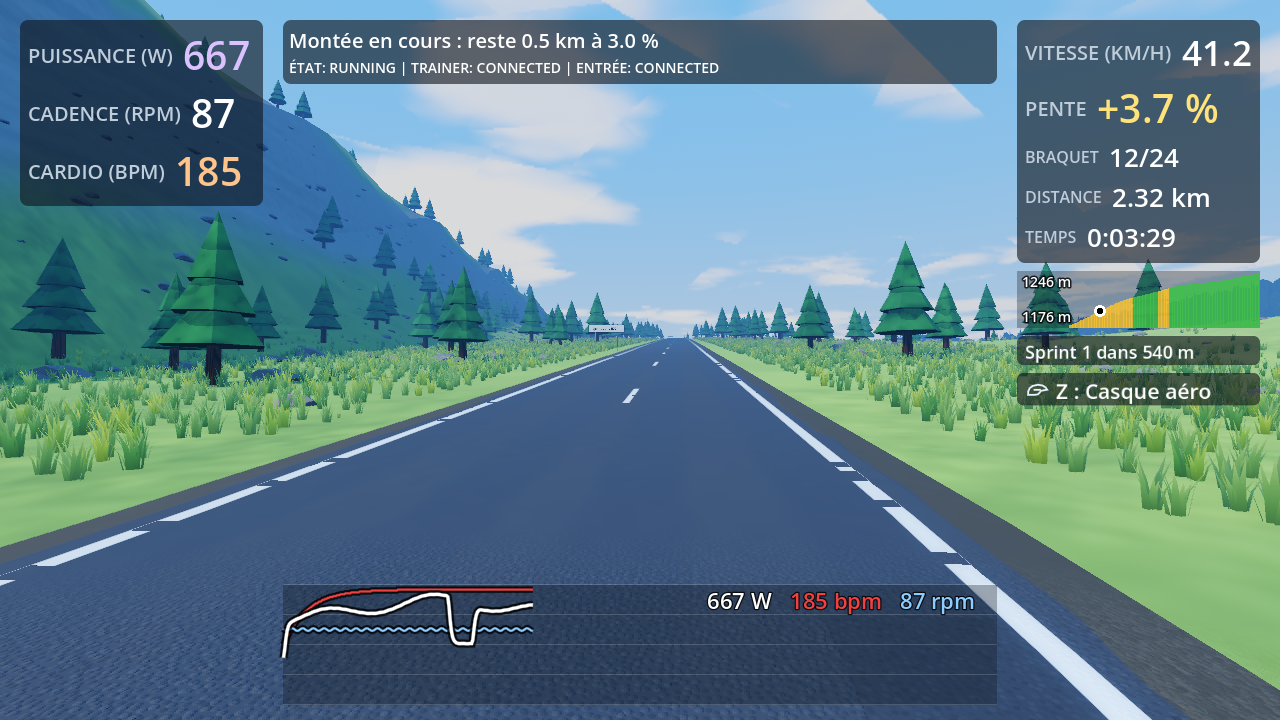 PUISSANCE (W) 667
CADENCE (RPM) 87
CARDIO (BPM) 185
Montée en cours : reste 0.5 km à 3.0 %
ÉTAT: RUNNING | TRAINER: CONNECTED | ENTRÉE: CONNECTED
VITESSE (KM/H) 41.2
PENTE +3.7 %
BRAQUET 12/24
DISTANCE 2.32 km
TEMPS 0:03:29
1246 m
1176 m
Sprint 1 dans 540 m
Z : Casque aéro
667 W 185 bpm 87 rpm